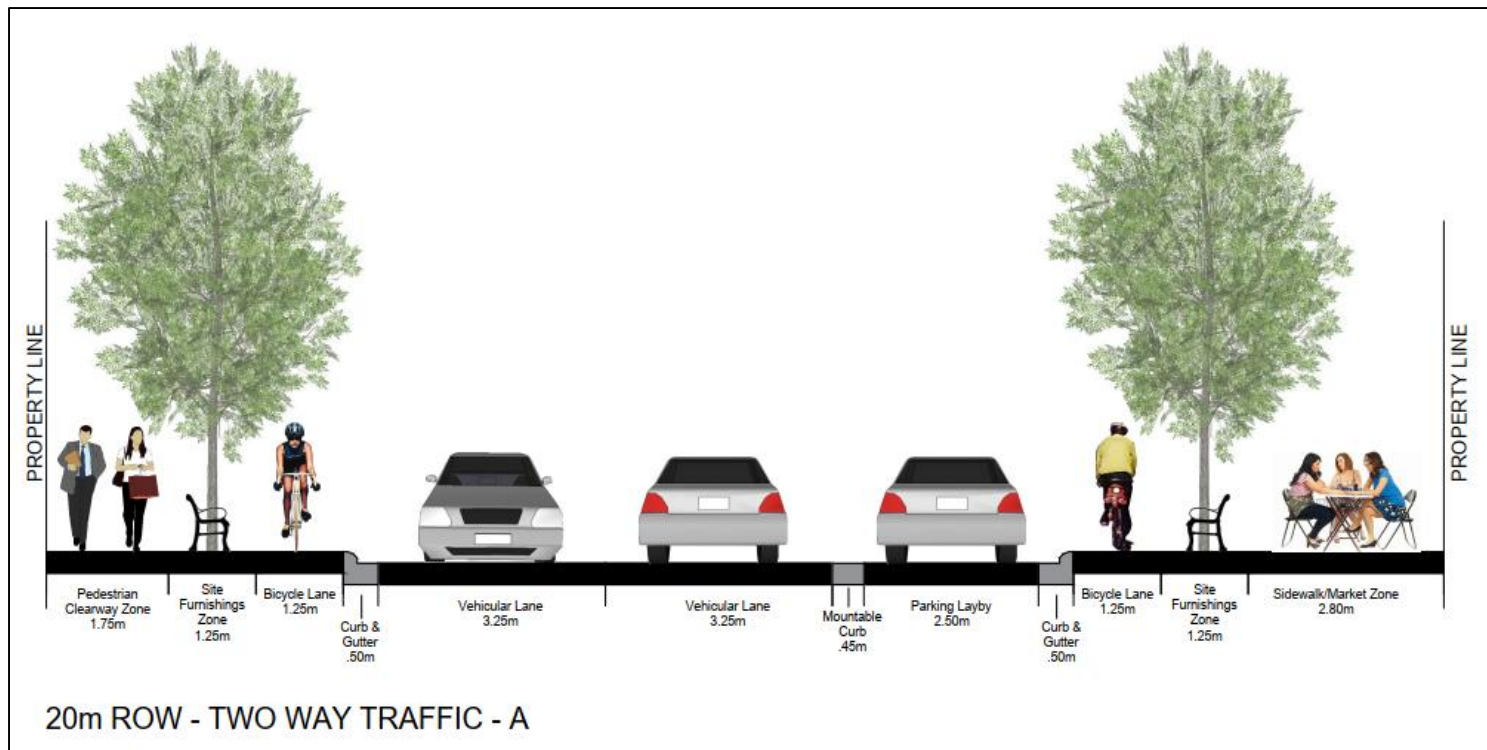 PROPERTY LINE
PROPERTY LINE
Pedestrian
Clearway Zone
1.75m
Site
Furnishings
Zone
1.25m
Bicycle Lane
1.25m
Curb &
Gutter
.50m
Vehicular Lane
3.25m
Vehicular Lane
3.25m
Mountable
Curb
.45m
Parking Layby
2.50m
Curb &
Gutter
.50m
Bicycle Lane
1.25m
Site
Furnishings
Zone
1.25m
Sidewalk/Market Zone
2.80m
20m ROW - TWO WAY TRAFFIC - A